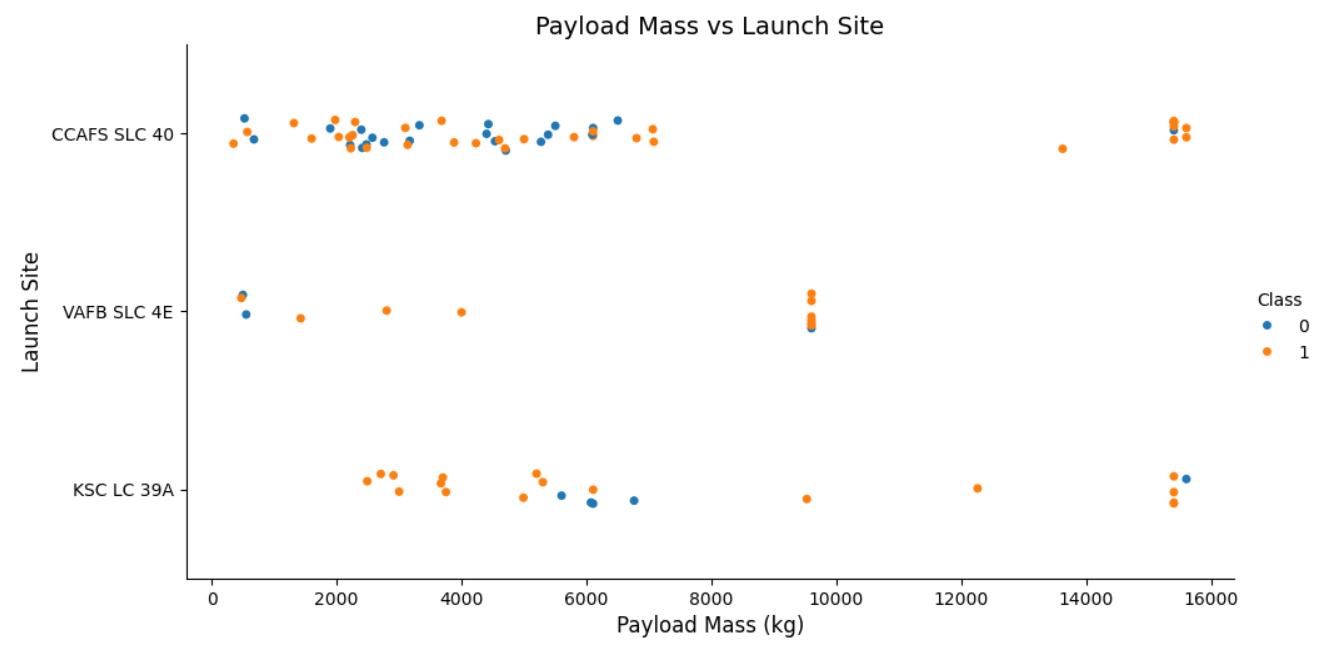 Payload Mass vs Launch Site
CCAFS SLC 40
VAFB SLC 4E
KSC LC 39A
Launch Site
0 2000 4000 6000 8000 10000 12000 14000 16000
Payload Mass (kg)
Class
0
1